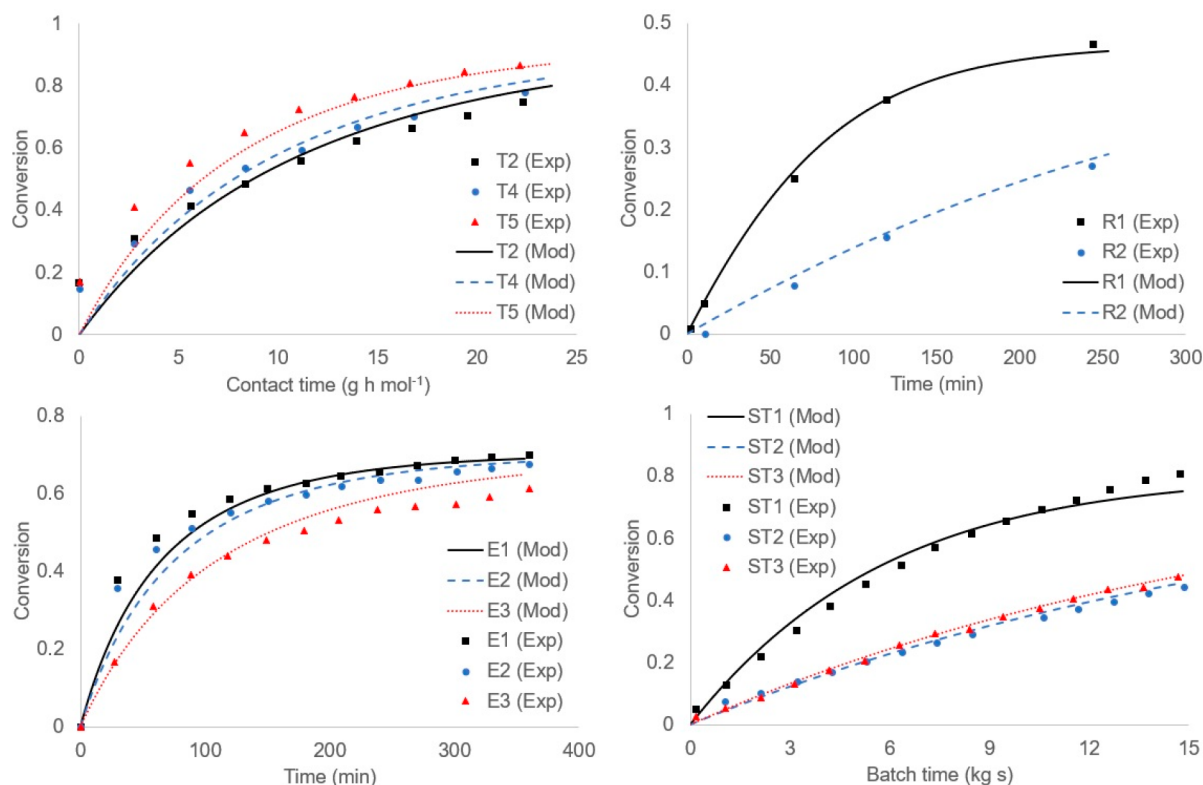 1
0.8
0.6
0.4
0.2
0
Conversion
0
5
10
15
20
25
Contact time (g h mol⁻¹)
T2 (Exp)
T4 (Exp)
T5 (Exp)
T2 (Mod)
T4 (Mod)
T5 (Mod)
0.5
0.4
0.3
0.2
0.1
0
Conversion
0
50
100
150
200
250
300
Time (min)
R1 (Exp)
R2 (Exp)
R1 (Mod)
R2 (Mod)
0.8
0.6
0.4
0.2
0
Conversion
0
100
200
300
400
Time (min)
E1 (Mod)
E2 (Mod)
E3 (Mod)
E1 (Exp)
E2 (Exp)
E3 (Exp)
1
0.8
0.6
0.4
0.2
0
Conversion
0
3
6
9
12
15
Batch time (kg s)
ST1 (Mod)
ST2 (Mod)
ST3 (Mod)
ST1 (Exp)
ST2 (Exp)
ST3 (Exp)